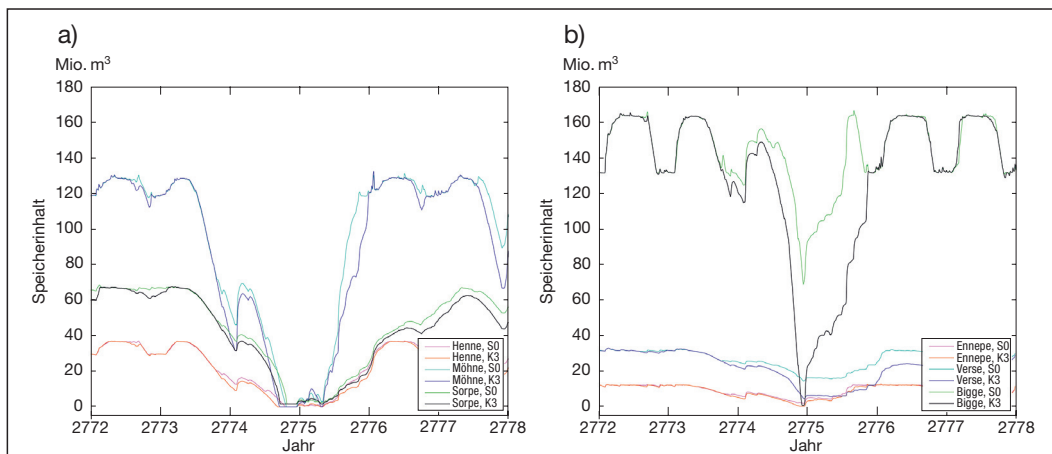 a)
Mio. m³
Speicherinhalt
180
160
140
120
100
80
60
40
20
0
2772
2773
2774
2775
2776
2777
2778
Jahr
Henne, S0
Henne, K3
Möhne, S0
Möhne, K3
Sorpe, S0
Sorpe, K3
b)
Mio. m³
Speicherinhalt
180
160
140
120
100
80
60
40
20
0
2772
2773
2774
2775
2776
2777
2778
Jahr
Ennepe, S0
Ennepe, K3
Verse, S0
Verse, K3
Bigge, S0
Bigge, K3